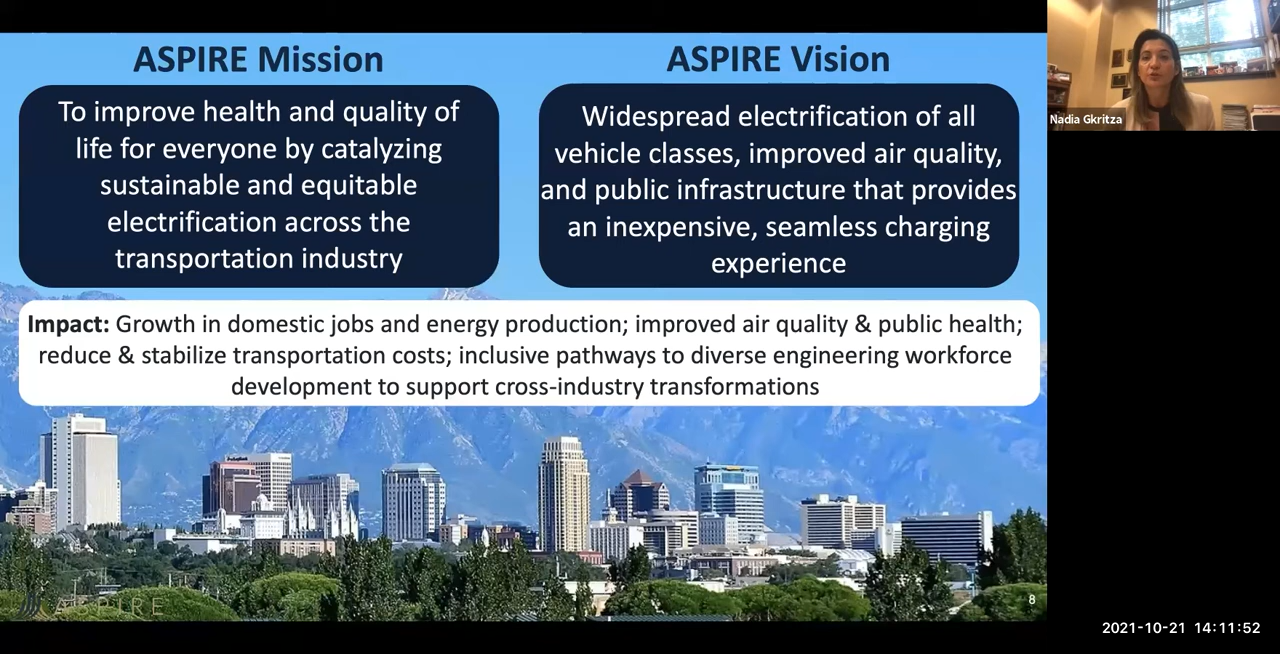 ASPIRE Mission
To improve health and quality of
life for everyone by catalyzing
sustainable and equitable
electrification across the
transportation industry
ASPIRE Vision
Widespread electrification of all
vehicle classes, improved air quality,
and public infrastructure that provides
an inexpensive, seamless charging
experience
Impact: Growth in domestic jobs and energy production; improved air quality & public health;
reduce & stabilize transportation costs; inclusive pathways to diverse engineering workforce
development to support cross-industry transformations
ASPIRE
8
Nadia Gkritza
2021-10-21 14:11:52